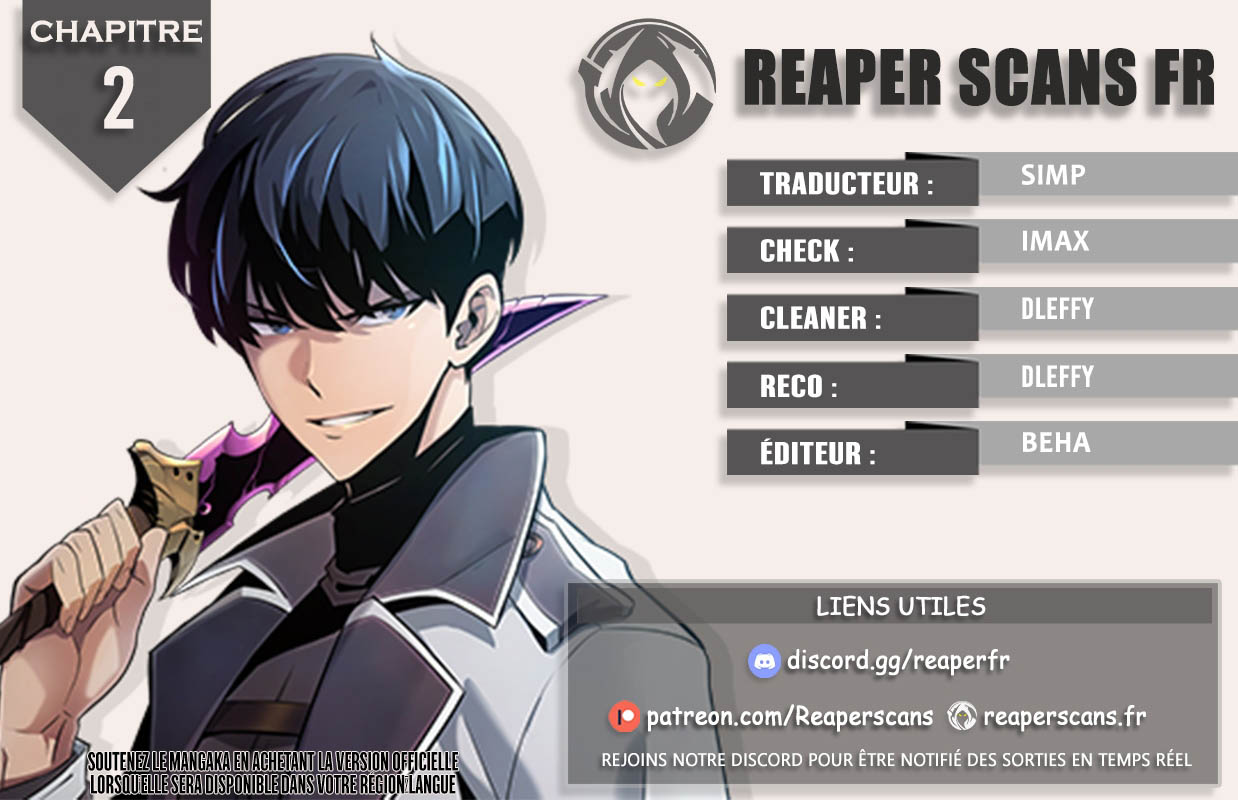 CHAPITRE
2
REAPER SCANS FR
TRADUCTEUR :
SIMP
CHECK :
IMAX
CLEANER :
DLEFFY
RECO :
DLEFFY
ÉDITEUR :
BEHA
LIENS UTILES
discord.gg/reaperfr
patreon.com/Reaperscans reaperscans.fr
REJOINS NOTRE DISCORD POUR ÊTRE NOTIFIÉ DES SORTIES EN TEMPS RÉEL
SOUTENEZ LE MANGAKA EN ACHETANT LA VERSION OFFICIELLE
LORSQU'ELLE SERA DISPONIBLE DANS VOTRE RÉGION/LANGUE